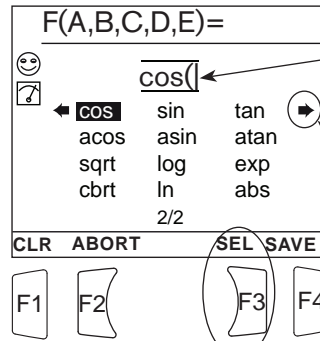 F(A,B,C,D,E)=
cos(
cos sin tan
acos asin atan
sqrt log exp
cbrt ln abs
2/2
CLR ABORT SEL SAVE
F1 F2 F3 F4